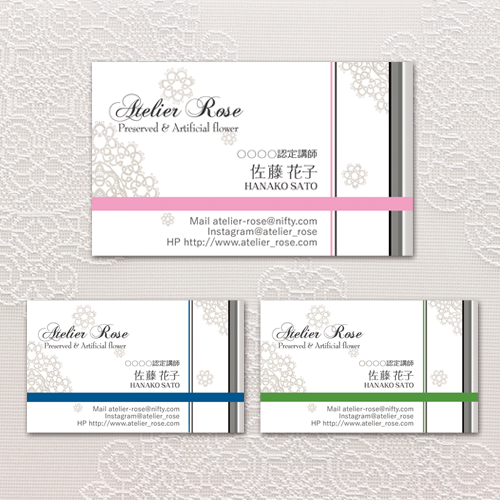 Atelier Rose
Preserved & Artificial flower
○○○○認定講師
佐藤 花子
HANAKO SATO
Mail atelier-rose@nifty.com
Instagram@atelier_rose
HP http://www.atelier_rose.com
Atelier Rose
Preserved & Artificial flower
○○○○認定講師
佐藤 花子
HANAKO SATO
Mail atelier-rose@nifty.com
Instagram@atelier_rose
HP http://www.atelier_rose.com
Atelier Rose
Preserved & Artificial flower
○○○○認定講師
佐藤 花子
HANAKO SATO
Mail atelier-rose@nifty.com
Instagram@atelier_rose
HP http://www.atelier_rose.com